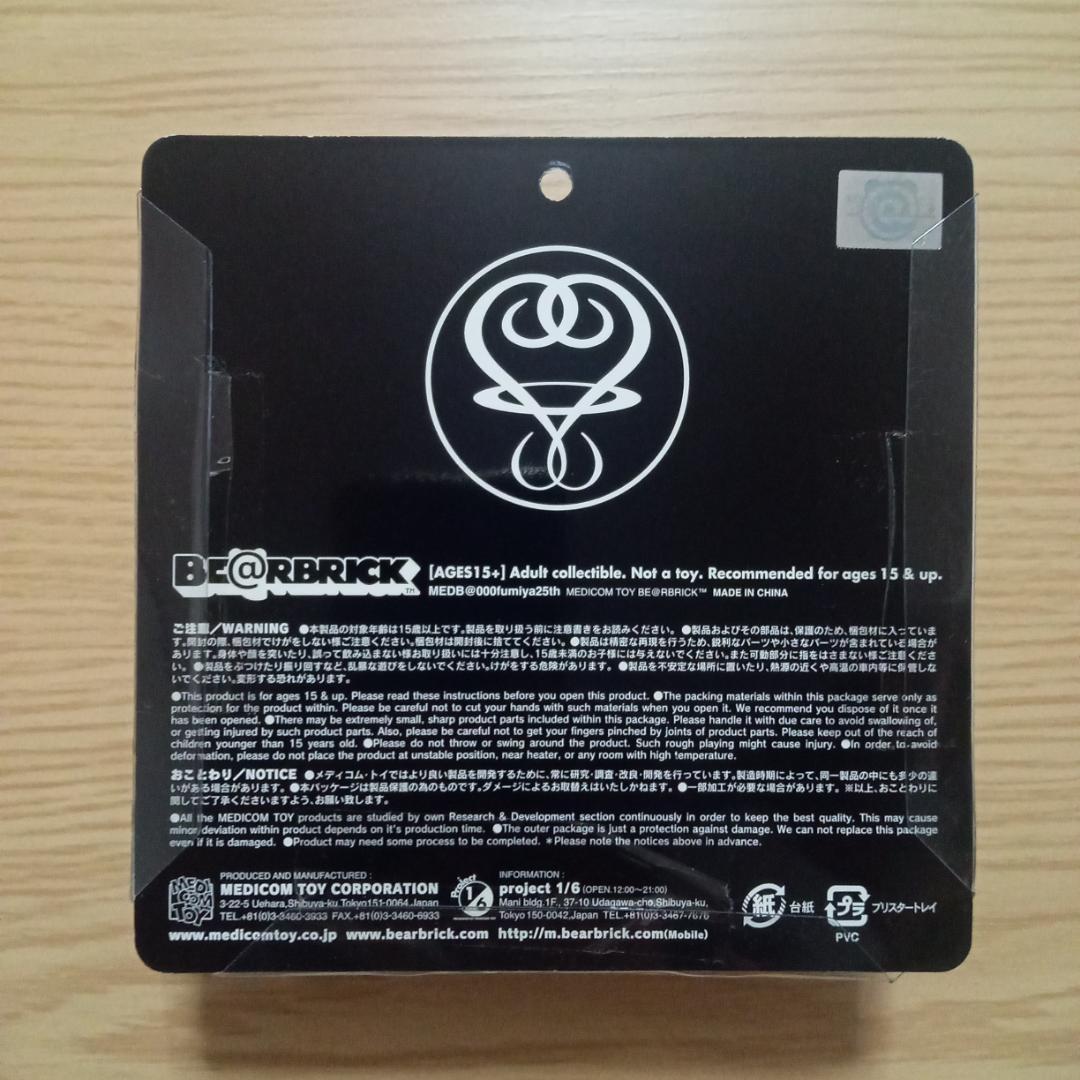 BE@RBRICK™
[AGES15+] Adult collectible. Not a toy. Recommended for ages 15 & up.
MEDB@000fumiya25th MEDICOM TOY BE@RBRICK™ MADE IN CHINA
ご注意/WARNING ●本製品の対象年齢は15歳以上です。製品を取り扱う前に注意書きをお読みください。●製品およびその部品は、保護のため、梱包材に入っていま
す。開封の際、梱包材でけがをしない様ご注意ください。梱包材は開封後に捨ててください。●製品は精密な再現を行うため、鋭利なパーツや小さなパーツが含まれている場合が
あります。身体や顔を突いたり、誤って飲み込まない様お取り扱いには十分注意し、15歳未満のお子様には与えないでください。また可動部分に指をはさまない様ご注意くださ
い。●製品をぶつけたり振り回すなど、乱暴な遊びをしないでください。けがをする危険があります。●製品を不安定な場所に置いたり、熱源の近くや高温の車内等に保管しな
いでください。変形する恐れがあります。
●This product is for ages 15 & up. Please read these instructions before you open this product. ●The packing materials within this package serve only as
protection for the product within. Please be careful not to cut your hands with such materials when you open it. We recommend you dispose of it once it
has been opened. ●There may be extremely small, sharp product parts included within this package. Please handle it with due care to avoid swallowing of,
or getting injured by such product parts. Also, please be careful not to get your fingers pinched by joints of product parts. Please keep out of the reach of
children younger than 15 years old. ●Please do not throw or swing around the product. Such rough playing might cause injury. ●In order to avoid
deformation, please do not place the product at unstable position, near heater, or any room with high temperature.
おことわり/NOTICE ●メディコム・トイではより良い製品を開発するために、常に研究・調査・改良・開発を行っています。製造時期によって、同一製品の中にも多少の違
いがある場合があります。●本パッケージは製品保護の為のものです。ダメージによるお取替えはいたしかねます。●一部加工が必要な場合があります。※以上、おことわりに
関してご了承くださいますよう、お願い致します。
●All the MEDICOM TOY products are studied by own Research & Development section continuously in order to keep the best quality. This may cause
minor deviation within product depends on it's production time. ●The outer package is just a protection against damage. We can not replace this package
even if it is damaged. ●Product may need some process to be completed. *Please note the notices above in advance.
MEDICOM TOY
PRODUCED AND MANUFACTURED :
MEDICOM TOY CORPORATION
3-22-5 Uehara,Shibuya-ku,Tokyo151-0064,Japan
TEL.+81(0)3-3460-3933 FAX.+81(0)3-3460-6933
Project 1/6
INFORMATION :
project 1/6 (OPEN.12:00~21:00)
Mani bldg.1F., 37-10 Udagawa-cho,Shibuya-ku,
Tokyo 150-0042,Japan TEL.+81(0)3-3467-7676
www.medicomtoy.co.jp www.bearbrick.com http://m.bearbrick.com(Mobile)
紙 台紙
プラ ブリスタートレイ
PVC